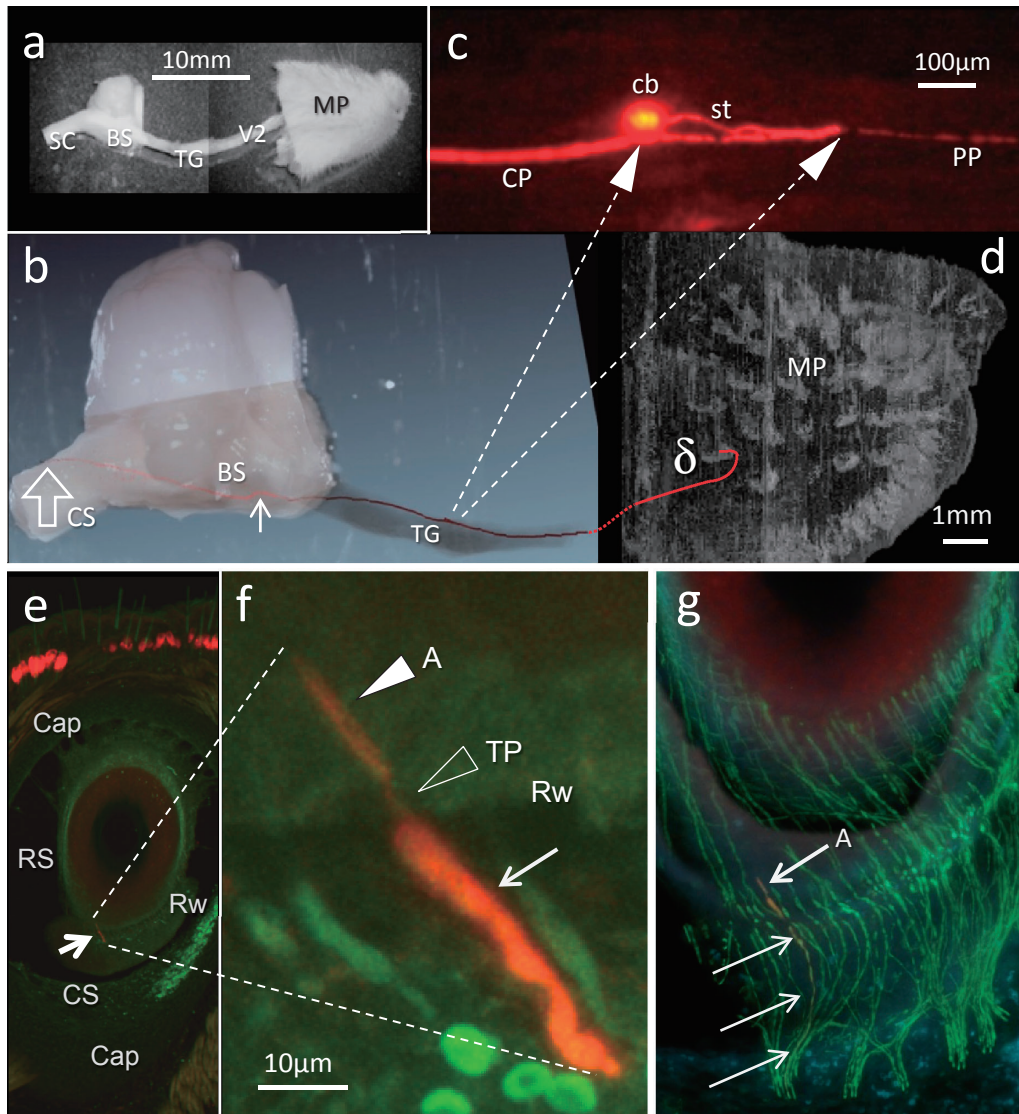 a
10mm
SC
BS
TG
V2
MP
c
100µm
cb
st
CP
PP
b
BS
CS
TG
d
MP
δ
1mm
e
Cap
RS
Rw
CS
Cap
f
A
TP
Rw
10µm
g
A